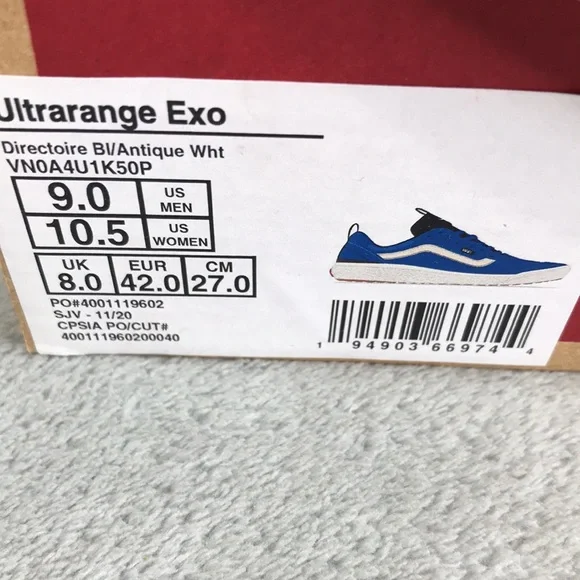 Ultrarange Exo
Directoire Bl/Antique Wht
VN0A4U1K50P
9.0 US MEN
10.5 US WOMEN
UK EUR CM
8.0 42.0 27.0
PO#4001119602
SJV - 11/20
CPSIA PO/CUT#
400111960200040
1 94903 66974 4